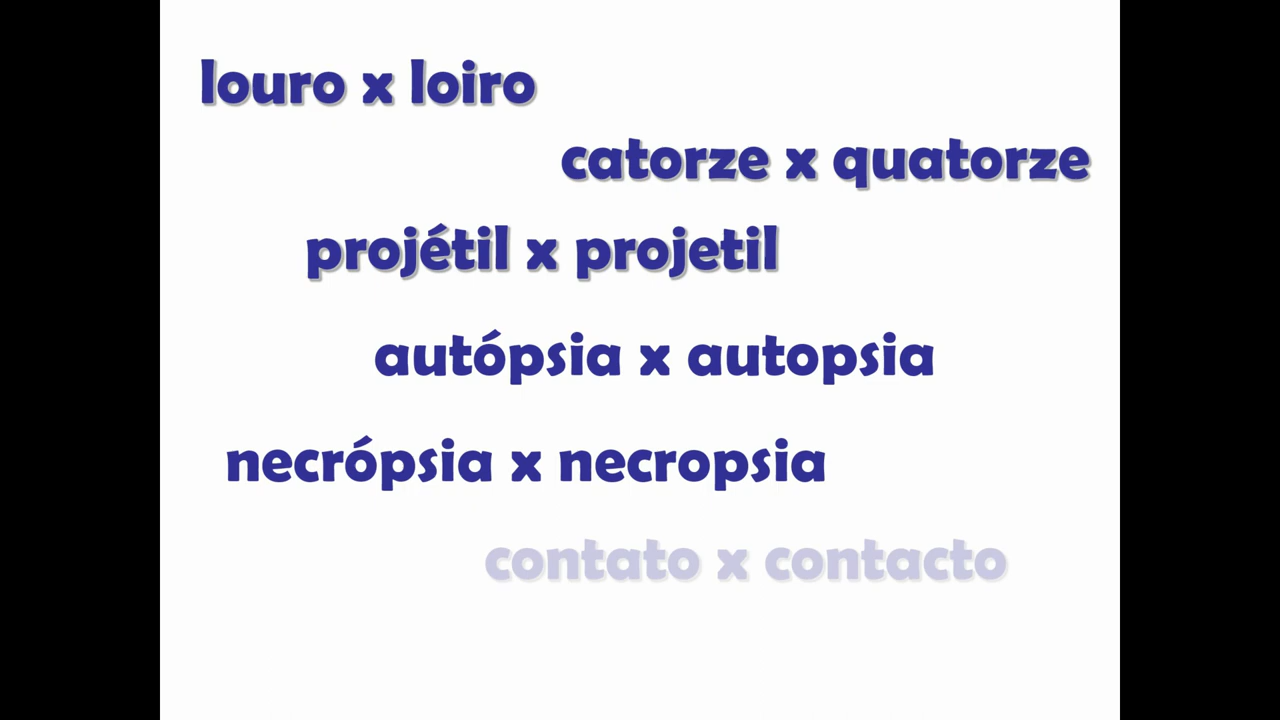 louro x loiro
catorze x quatorze
projétil x projetil
autópsia x autopsia
necrópsia x necropsia
contato x contacto